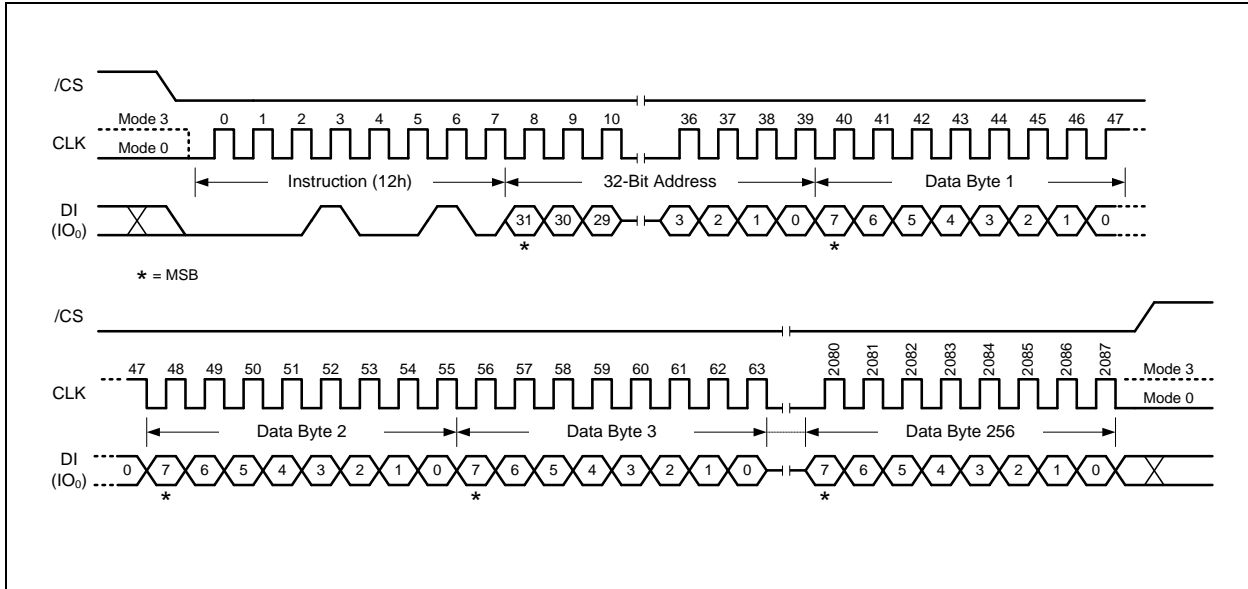 /CS
Mode 3 0 1 2 3 4 5 6 7 8 9 10 36 37 38 39 40 41 42 43 44 45 46 47
CLK
Mode 0
Instruction (12h) 32-Bit Address Data Byte 1
DI
(IO₀)
31 30 29 3 2 1 0 7 6 5 4 3 2 1 0
* *
* = MSB
/CS
47 48 49 50 51 52 53 54 55 56 57 58 59 60 61 62 63 2080 2081 2082 2083 2084 2085 2086 2087 Mode 3
CLK
Mode 0
Data Byte 2 Data Byte 3 Data Byte 256
DI
(IO₀)
0 7 6 5 4 3 2 1 0 7 6 5 4 3 2 1 0 7 6 5 4 3 2 1 0
* * *